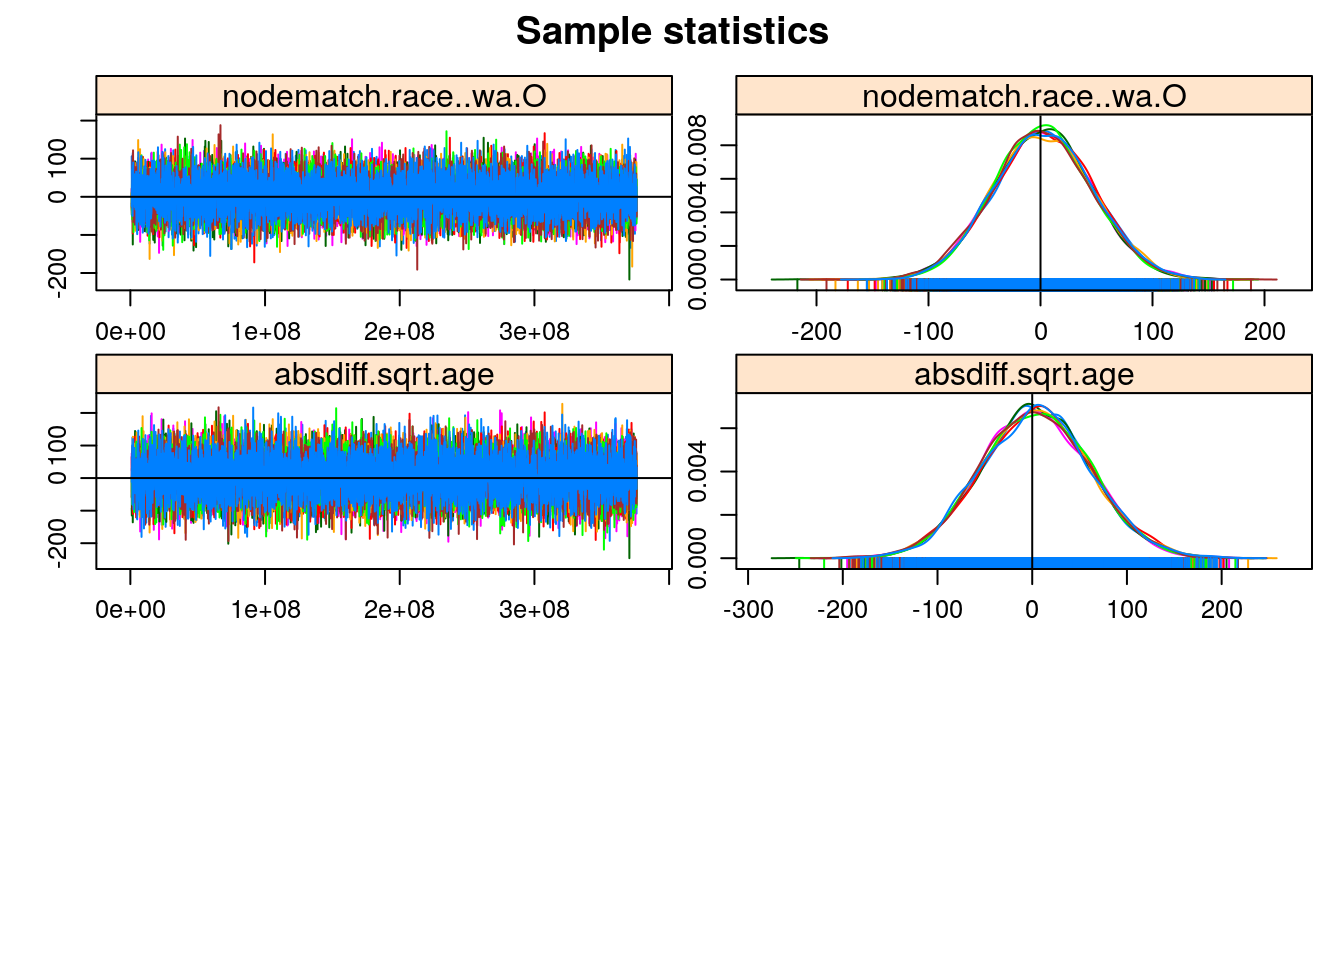 Sample statistics
nodematch.race..wa.O
nodematch.race..wa.O
-200 0 100
0.000 0.004 0.008
0e+00 1e+08 2e+08 3e+08
-200 -100 0 100 200
absdiff.sqrt.age
absdiff.sqrt.age
-200 0 100
0.000 0.004
0e+00 1e+08 2e+08 3e+08
-300 -200 -100 0 100 200